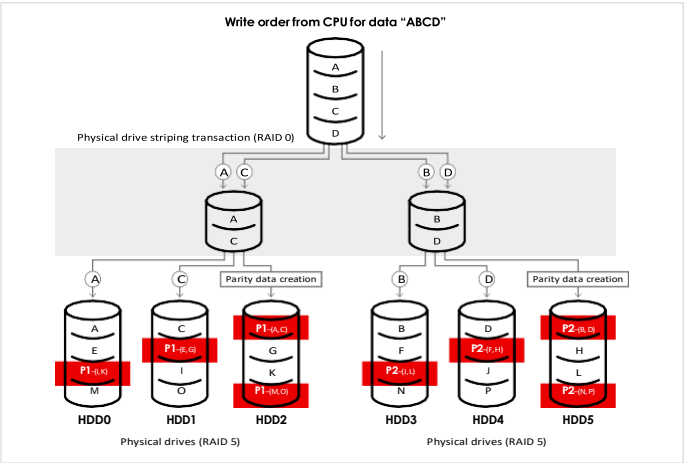 Write order from CPU for data “ABCD”
A
B
C
D
Physical drive striping transaction (RAID 0)
A C B D
A B
C D
A C Parity data creation B D Parity data creation
A C P1-(A, C) B D P2-(B, D)
E P1-(E, G) G F P2-(F, H) H
P1-(I, K) I K P2-(J, L) J L
M O P1-(M, O) N P P2-(N, P)
HDD0 HDD1 HDD2 HDD3 HDD4 HDD5
Physical drives (RAID 5) Physical drives (RAID 5)